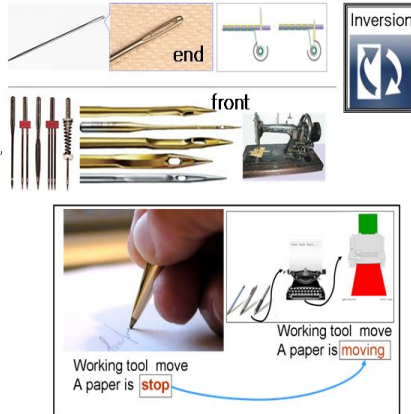 Inversion
end
front
Working tool move
A paper is moving
Working tool move
A paper is stop